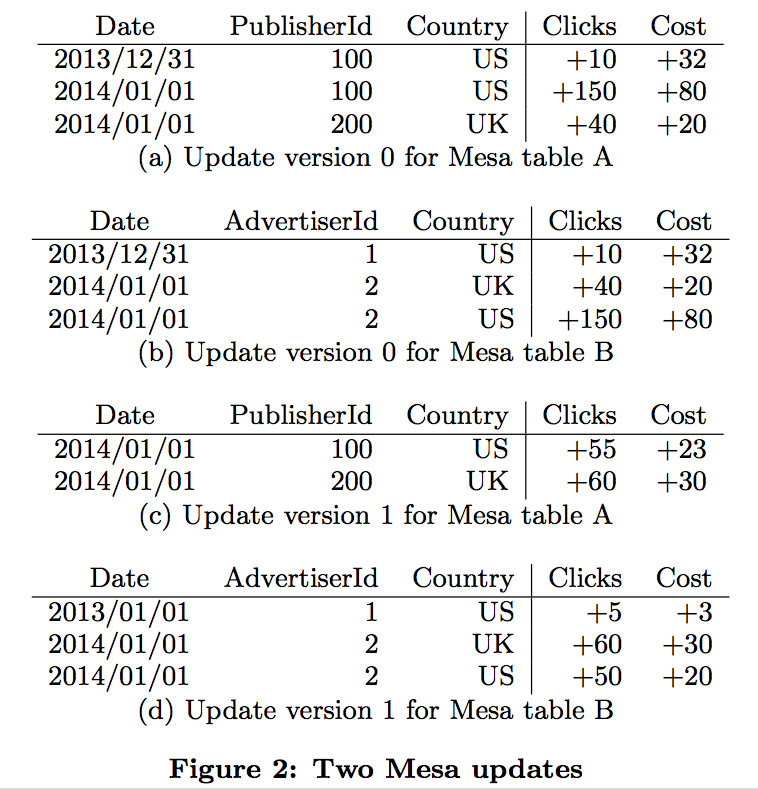 Date PublisherId Country Clicks Cost
2013/12/31 100 US +10 +32
2014/01/01 100 US +150 +80
2014/01/01 200 UK +40 +20
(a) Update version 0 for Mesa table A
Date AdvertiserId Country Clicks Cost
2013/12/31 1 US +10 +32
2014/01/01 2 UK +40 +20
2014/01/01 2 US +150 +80
(b) Update version 0 for Mesa table B
Date PublisherId Country Clicks Cost
2014/01/01 100 US +55 +23
2014/01/01 200 UK +60 +30
(c) Update version 1 for Mesa table A
Date AdvertiserId Country Clicks Cost
2013/01/01 1 US +5 +3
2014/01/01 2 UK +60 +30
2014/01/01 2 US +50 +20
(d) Update version 1 for Mesa table B
Figure 2: Two Mesa updates